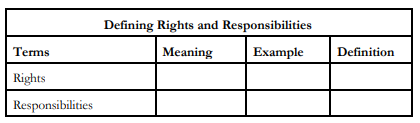 Defining Rights and Responsibilities
Terms Meaning Example Definition
Rights
Responsibilities